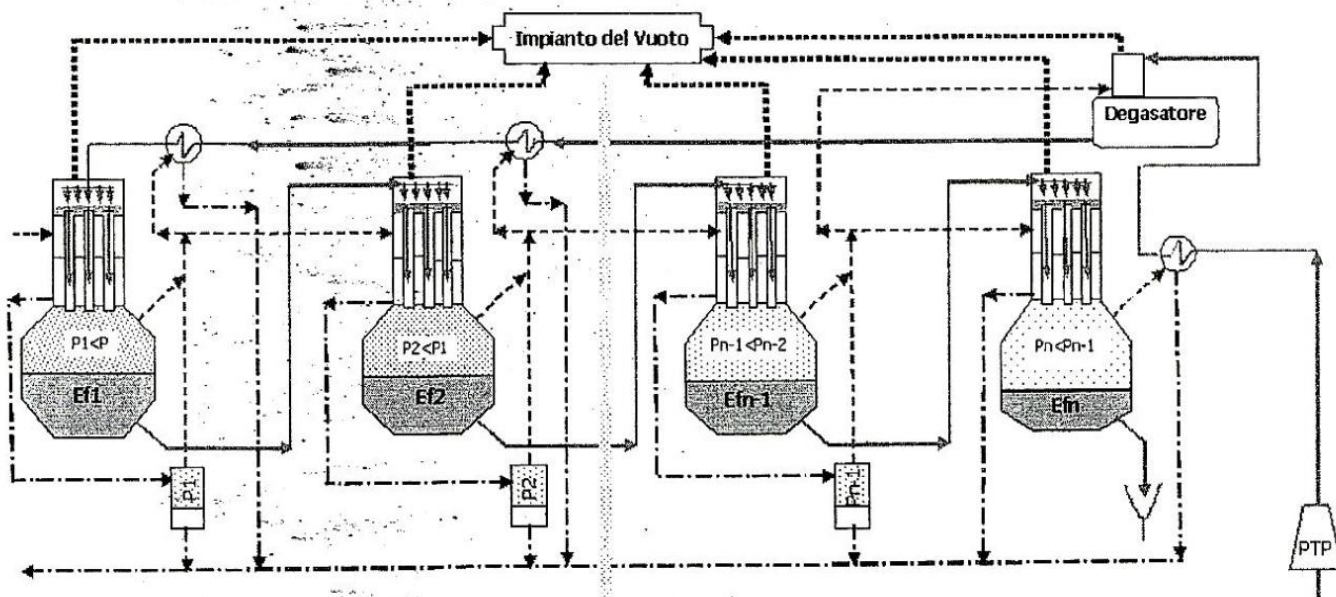 Impianto del Vuoto
Degasatore
P1<P
P2<P1
Pn-1<Pn-2
Pn<Pn-1
Ef1
Ef2
Efn-1
Efn
P1
P2
Pn-1
PTP